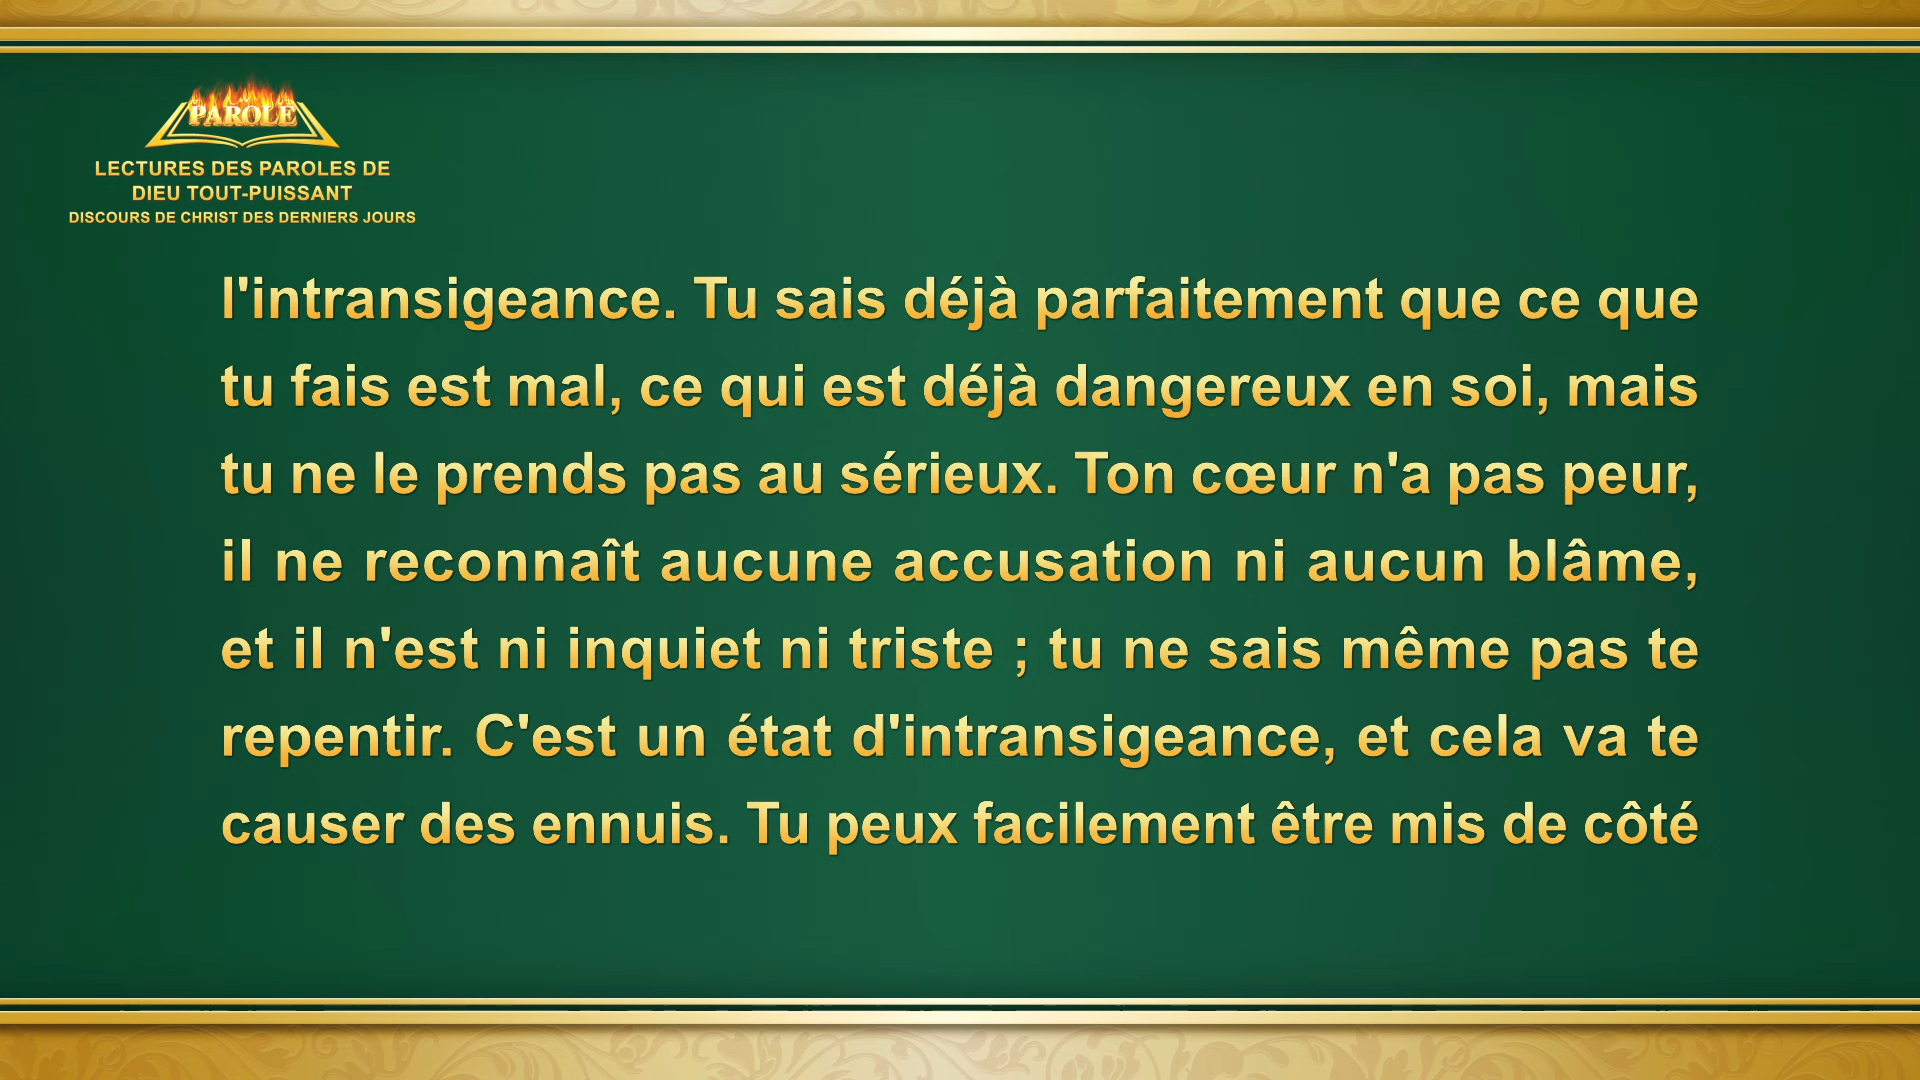 PAROLE
LECTURES DES PAROLES DE
DIEU TOUT-PUISSANT
DISCOURS DE CHRIST DES DERNIERS JOURS
l'intransigeance. Tu sais déjà parfaitement que ce que
tu fais est mal, ce qui est déjà dangereux en soi, mais
tu ne le prends pas au sérieux. Ton cœur n'a pas peur,
il ne reconnaît aucune accusation ni aucun blâme,
et il n'est ni inquiet ni triste ; tu ne sais même pas te
repentir. C'est un état d'intransigeance, et cela va te
causer des ennuis. Tu peux facilement être mis de côté